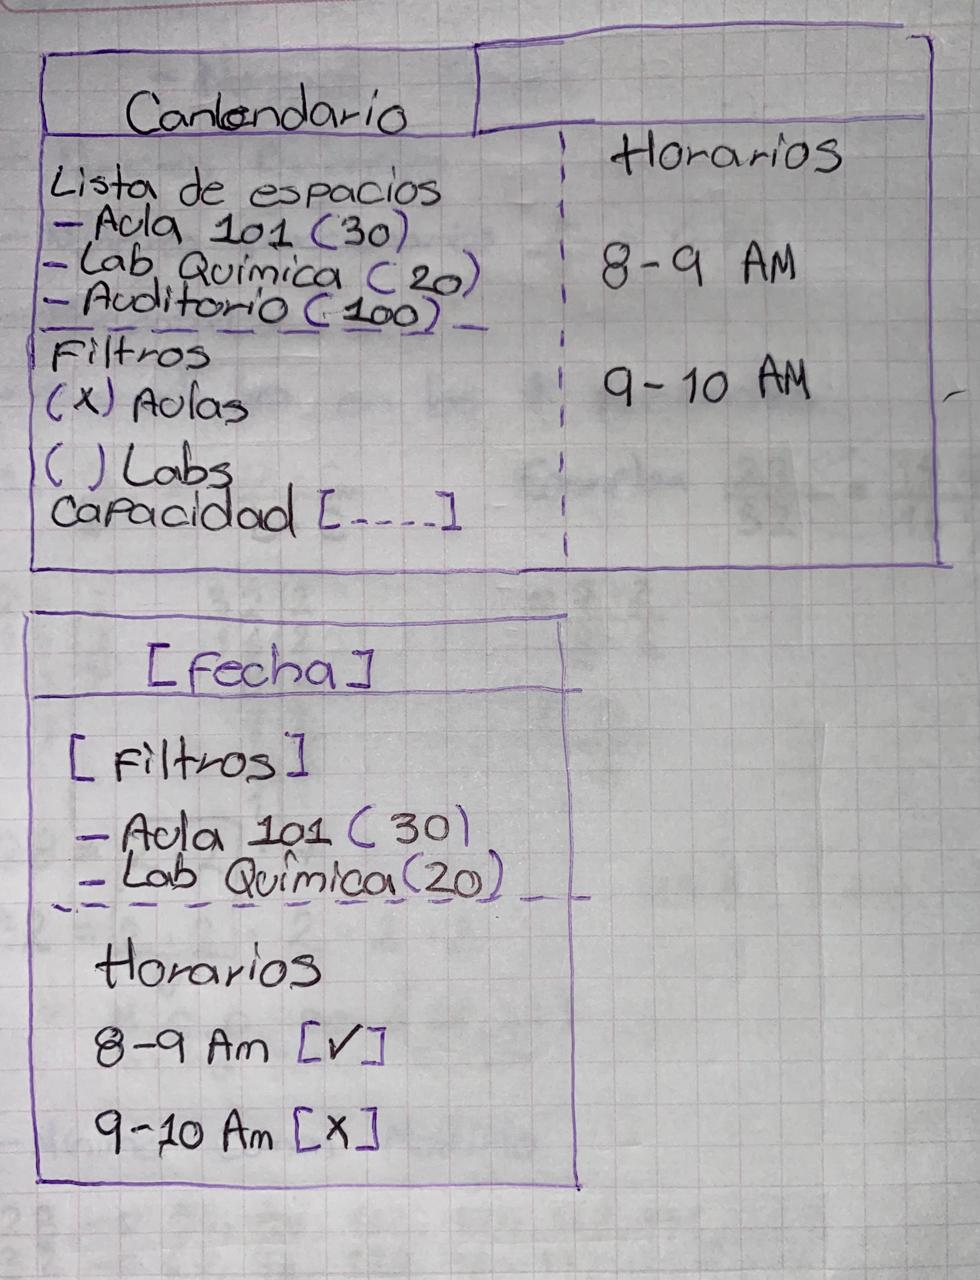 Canlendario
Lista de espacios
- Aula 101 (30)
- Lab Química (20)
- Auditorio (100)
Filtros
(x) Aulas
( ) Labs
Capacidad [----]
Horarios
8-9 AM
9-10 AM
[Fecha]
[Filtros]
- Aula 101 (30)
- Lab Química (20)
Horarios
8-9 Am [✓]
9-10 Am [x]